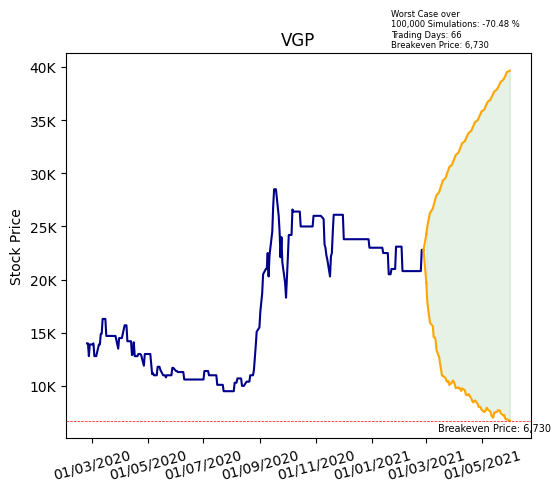 Worst Case over
100,000 Simulations: -70.48 %
Trading Days: 66
Breakeven Price: 6,730
VGP
Stock Price
40K
35K
30K
25K
20K
15K
10K
Breakeven Price: 6,730
01/03/2020 01/05/2020 01/07/2020 01/09/2020 01/11/2020 01/01/2021 01/03/2021 01/05/2021